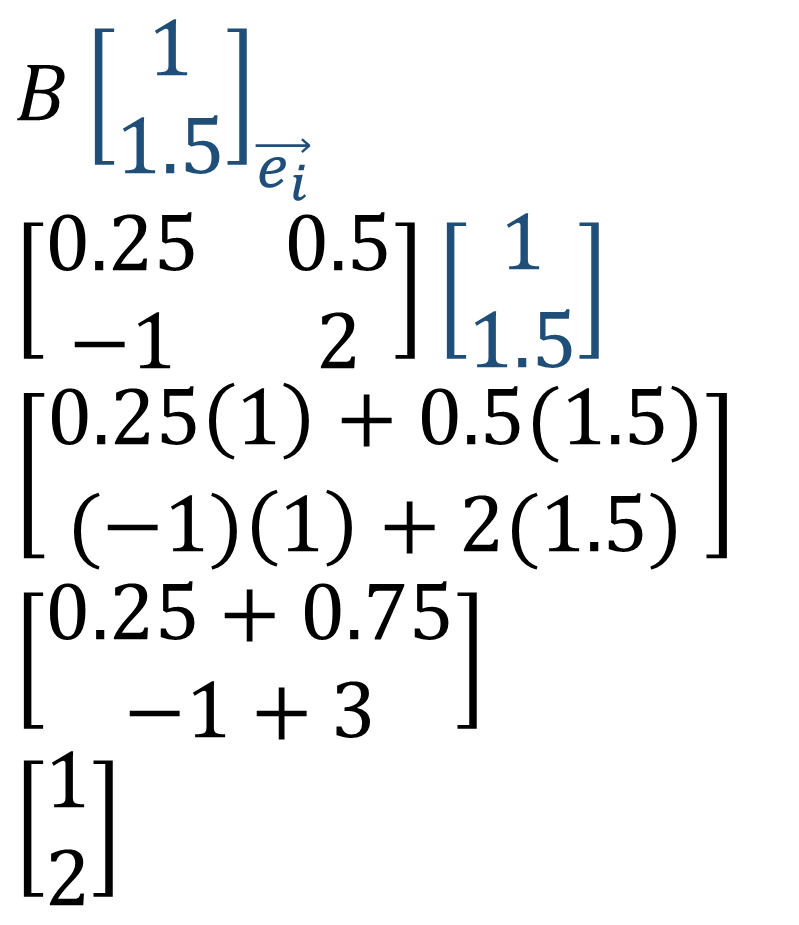 B [1
1.5] e⃗ᵢ
[0.25 0.5
−1 2] [1
1.5]
[0.25(1) + 0.5(1.5)
(−1)(1) + 2(1.5)]
[0.25 + 0.75
−1 + 3]
[1
2]